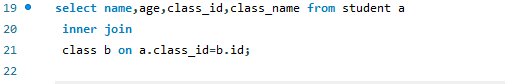 19 select name,age,class_id,class_name from student a
20 inner join
21 class b on a.class_id=b.id;
22